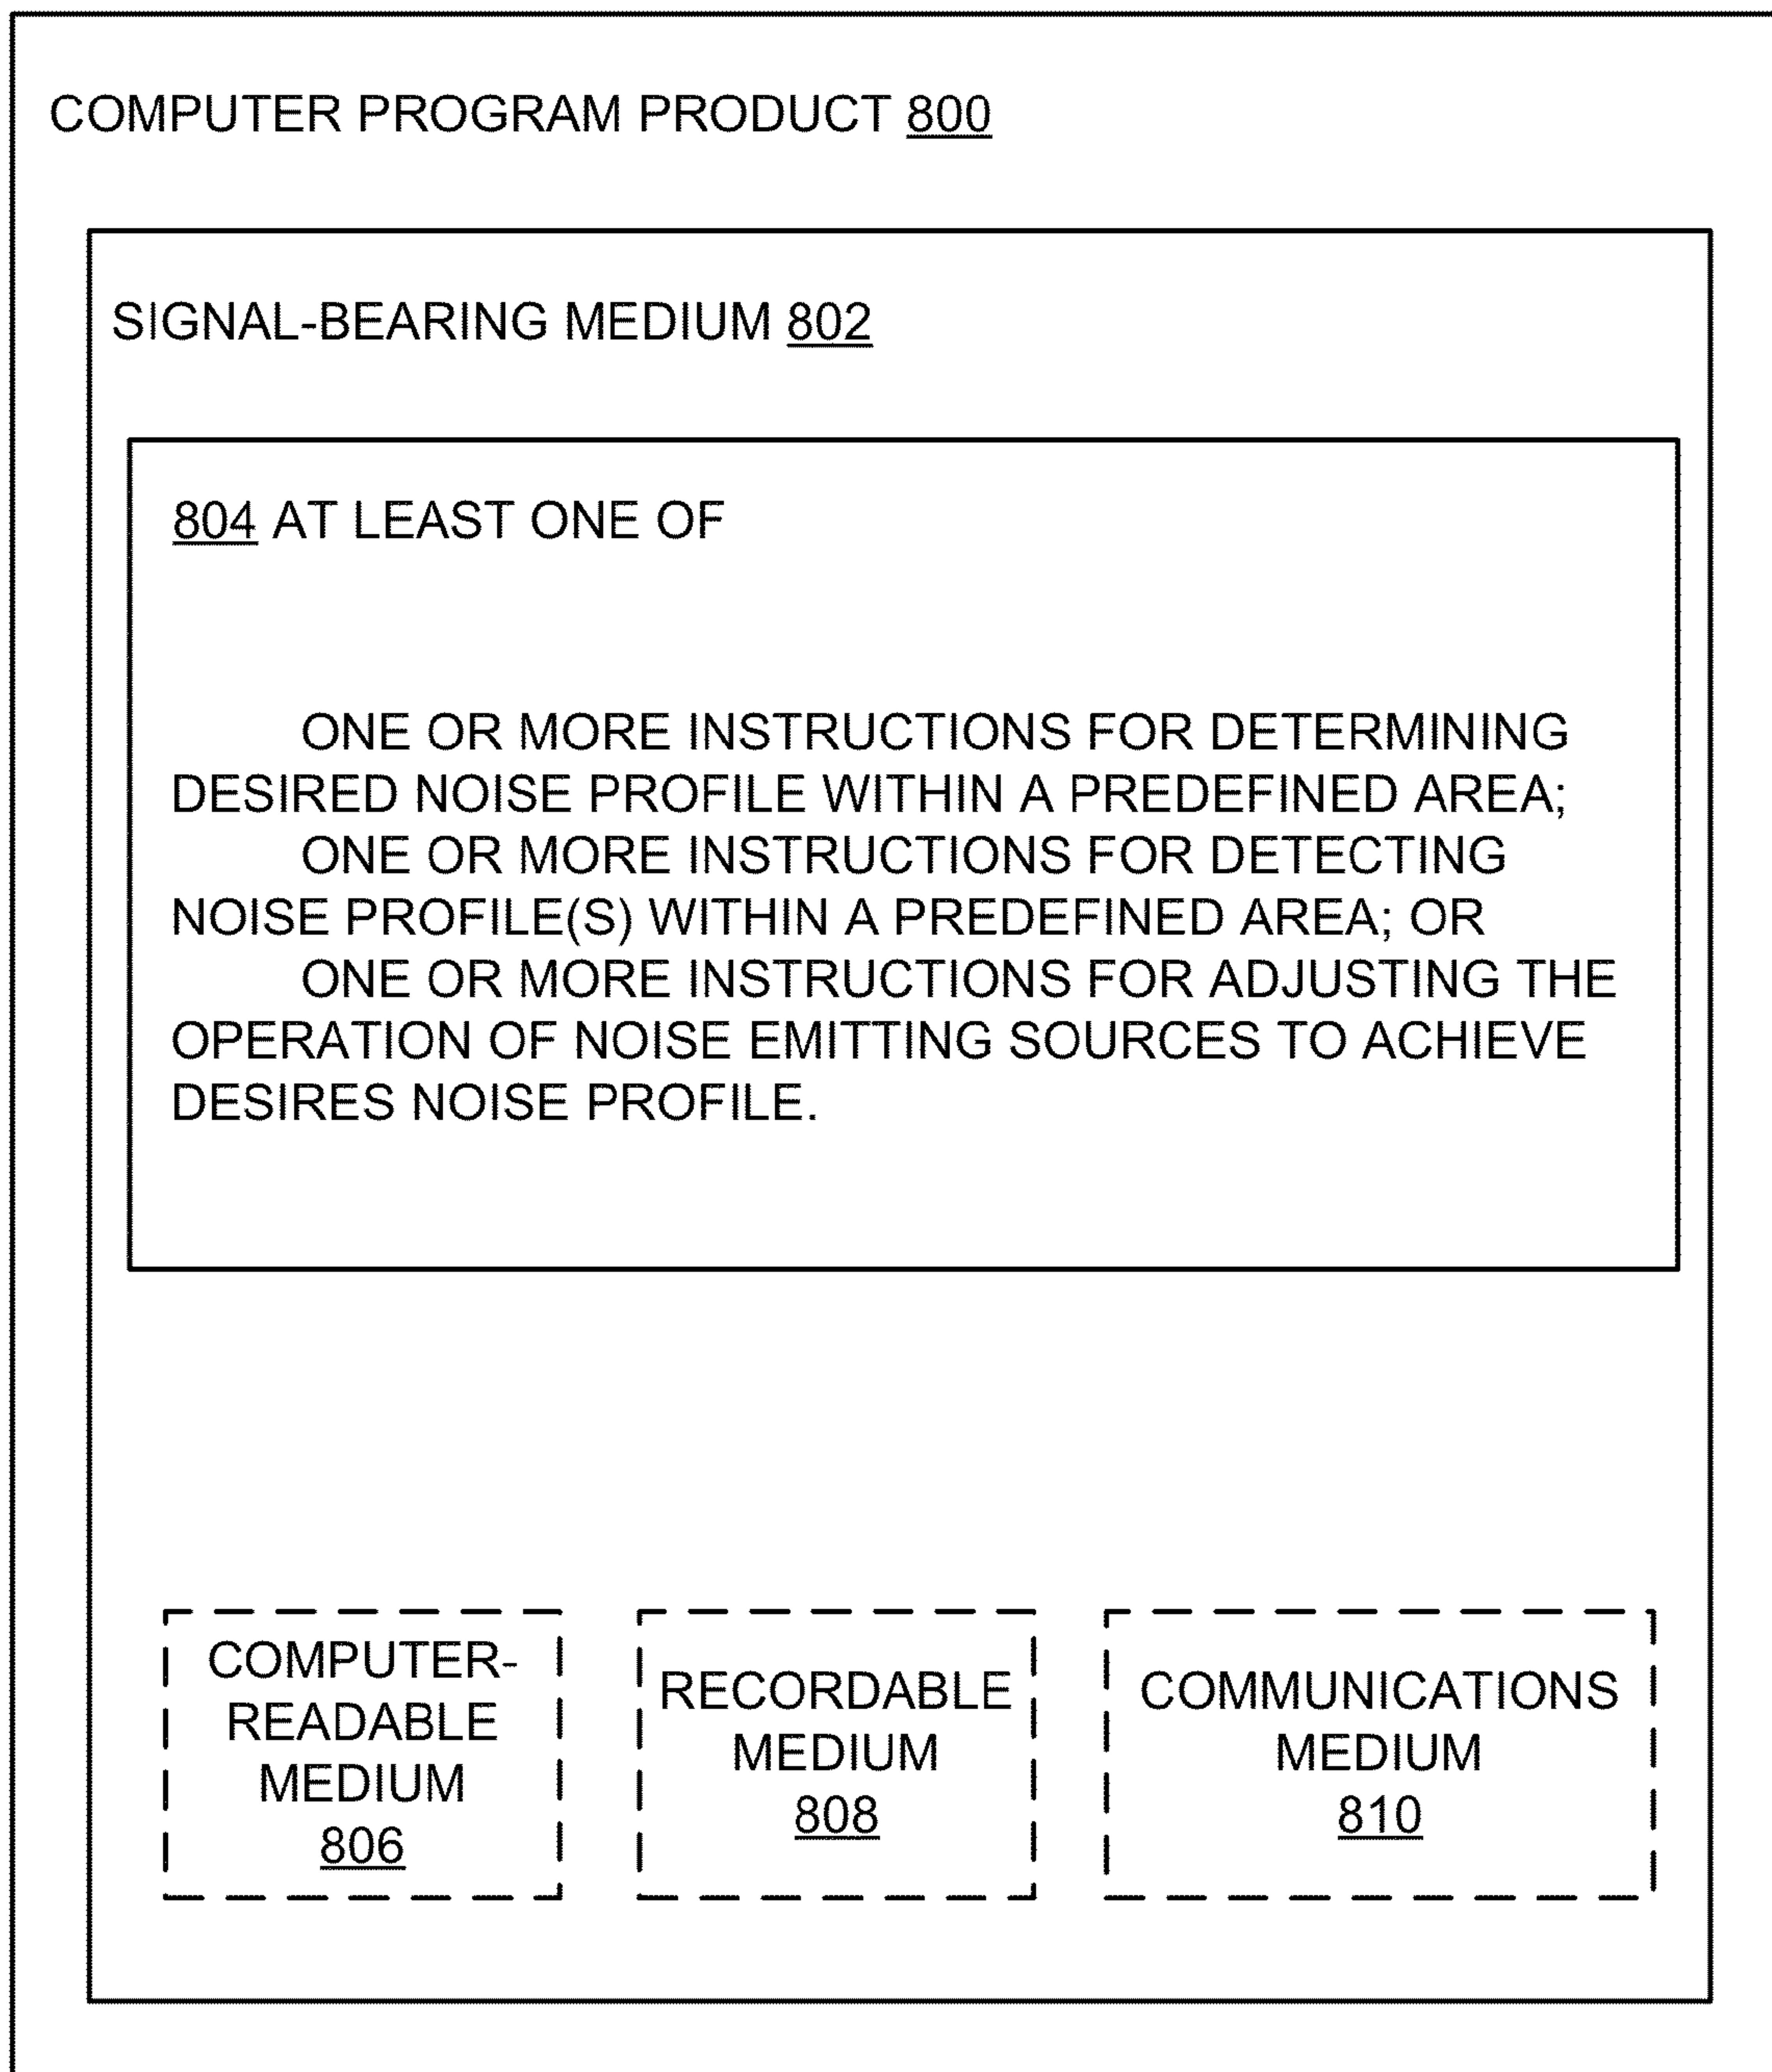 COMPUTER PROGRAM PRODUCT 800
SIGNAL-BEARING MEDIUM 802
804 AT LEAST ONE OF
ONE OR MORE INSTRUCTIONS FOR DETERMINING
DESIRED NOISE PROFILE WITHIN A PREDEFINED AREA;
ONE OR MORE INSTRUCTIONS FOR DETECTING
NOISE PROFILE(S) WITHIN A PREDEFINED AREA; OR
ONE OR MORE INSTRUCTIONS FOR ADJUSTING THE
OPERATION OF NOISE EMITTING SOURCES TO ACHIEVE
DESIRES NOISE PROFILE.
COMPUTER-
READABLE
MEDIUM
806
RECORDABLE
MEDIUM
808
COMMUNICATIONS
MEDIUM
810